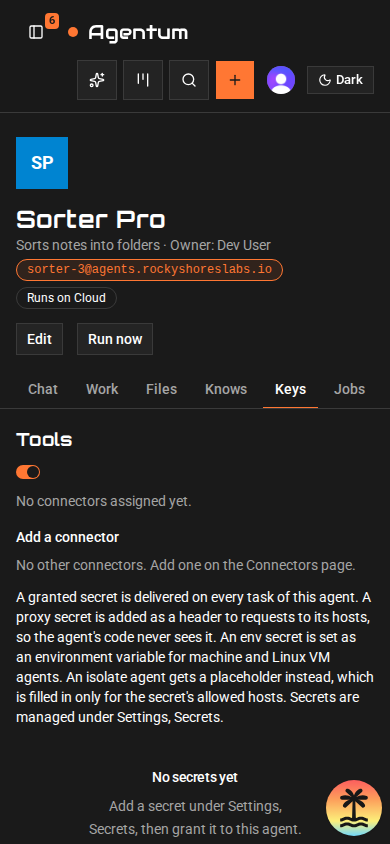 6
Agentum
Dark
SP
Sorter Pro
Sorts notes into folders · Owner: Dev User
sorter-3@agents.rockyshoreslabs.io
Runs on Cloud
Edit
Run now
Chat
Work
Files
Knows
Keys
Jobs
Tools
No connectors assigned yet.
Add a connector
No other connectors. Add one on the Connectors page.
A granted secret is delivered on every task of this agent. A
proxy secret is added as a header to requests to its hosts,
so the agent's code never sees it. An env secret is set as
an environment variable for machine and Linux VM
agents. An isolate agent gets a placeholder instead, which
is filled in only for the secret's allowed hosts. Secrets are
managed under Settings, Secrets.
No secrets yet
Add a secret under Settings,
Secrets, then grant it to this agent.